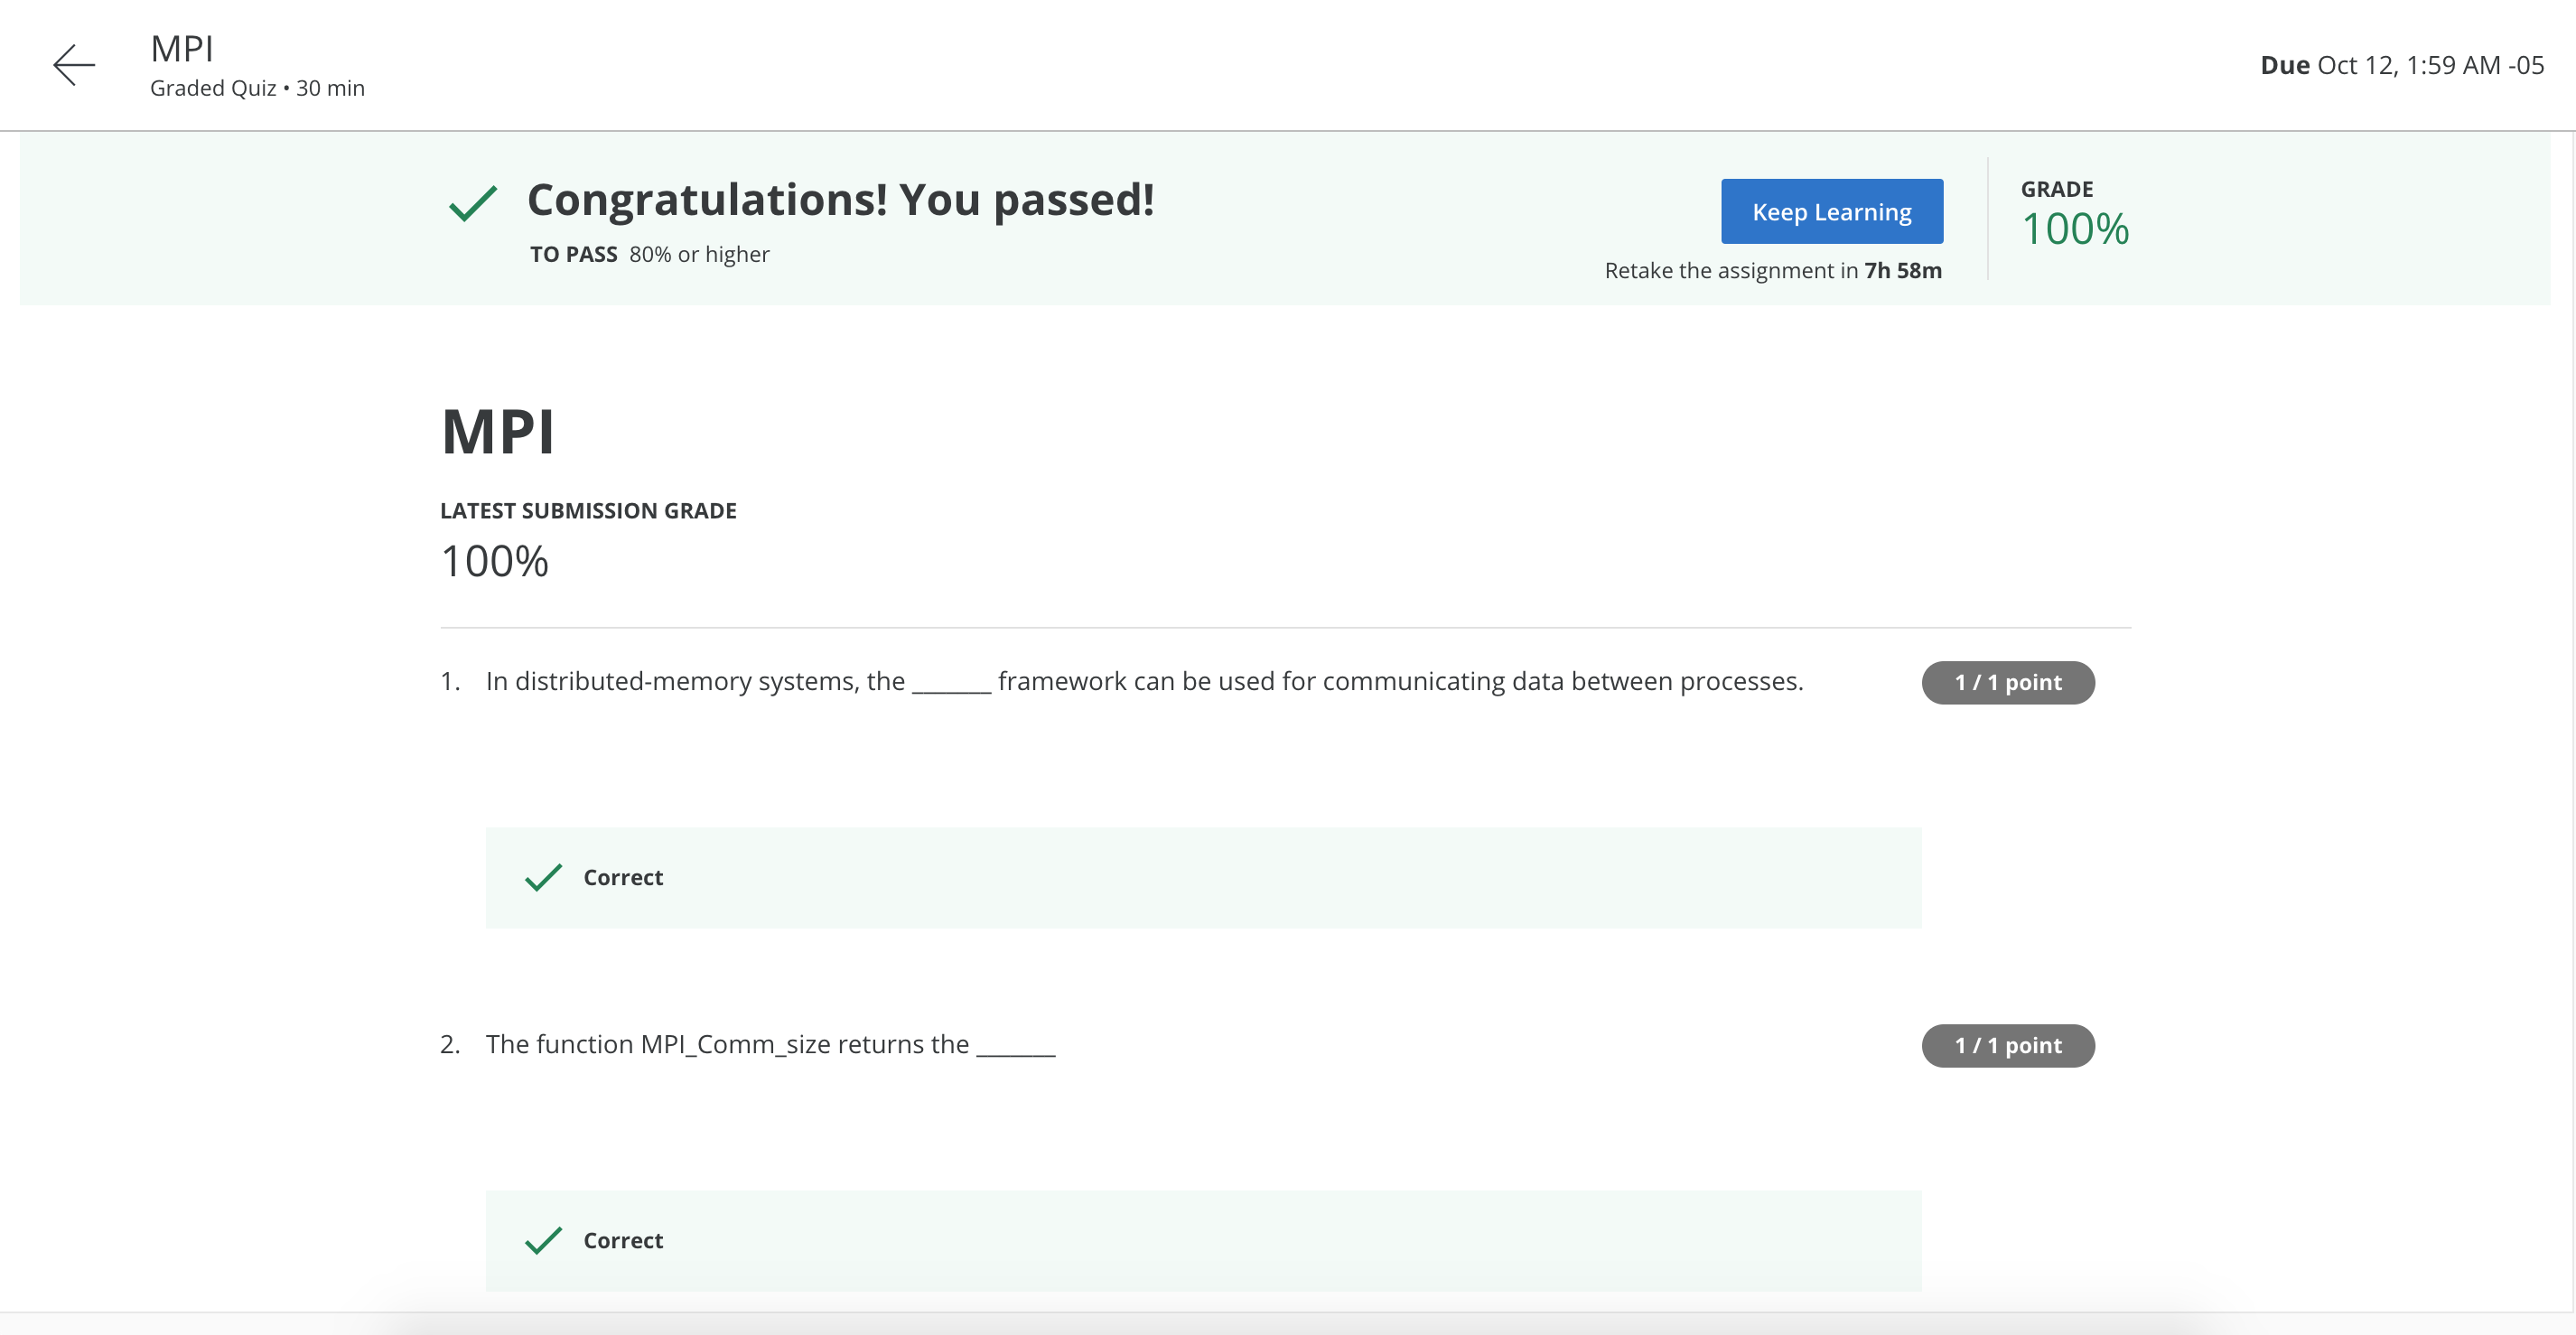 MPI
Graded Quiz • 30 min
Due Oct 12, 1:59 AM -05
Congratulations! You passed!
TO PASS 80% or higher
Keep Learning
Retake the assignment in 7h 58m
GRADE
100%
MPI
LATEST SUBMISSION GRADE
100%
1. In distributed-memory systems, the ______ framework can be used for communicating data between processes.
1 / 1 point
Correct
2. The function MPI_Comm_size returns the ______
1 / 1 point
Correct